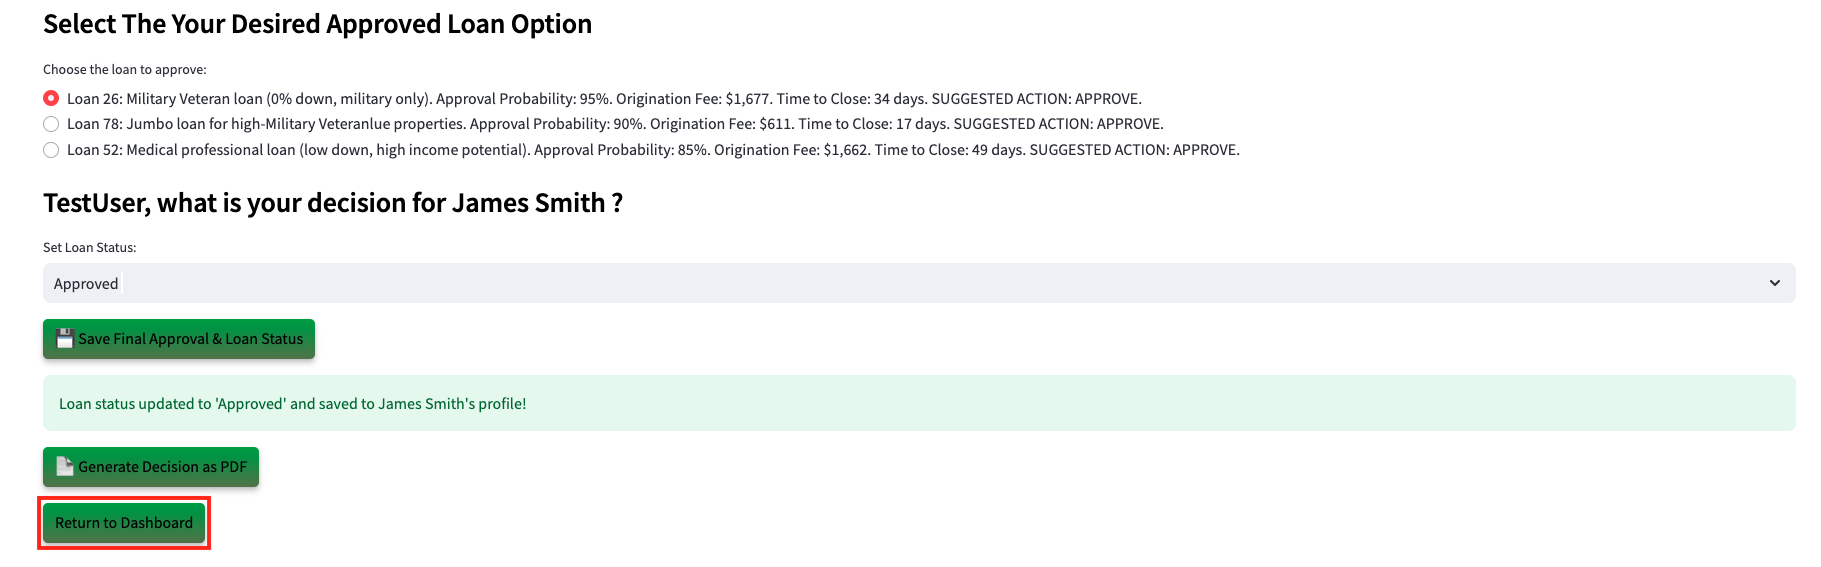 Select The Your Desired Approved Loan Option
Choose the loan to approve:
Loan 26: Military Veteran loan (0% down, military only). Approval Probability: 95%. Origination Fee: $1,677. Time to Close: 34 days. SUGGESTED ACTION: APPROVE.
Loan 78: Jumbo loan for high-Military Veteranlue properties. Approval Probability: 90%. Origination Fee: $611. Time to Close: 17 days. SUGGESTED ACTION: APPROVE.
Loan 52: Medical professional loan (low down, high income potential). Approval Probability: 85%. Origination Fee: $1,662. Time to Close: 49 days. SUGGESTED ACTION: APPROVE.
TestUser, what is your decision for James Smith ?
Set Loan Status:
Approved
Save Final Approval & Loan Status
Loan status updated to 'Approved' and saved to James Smith's profile!
Generate Decision as PDF
Return to Dashboard